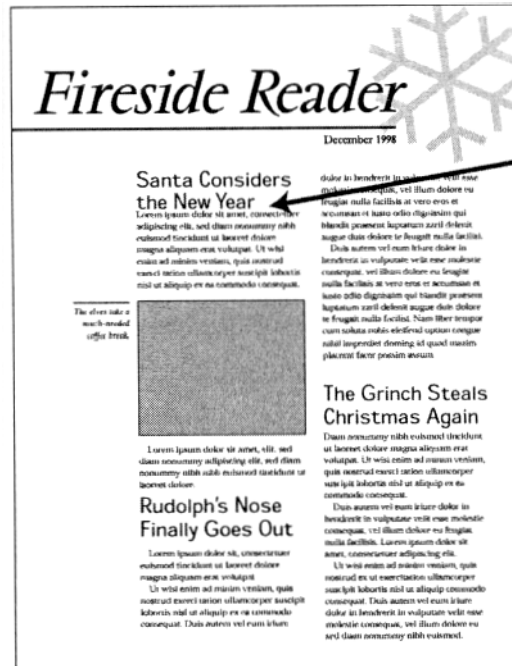 Fireside Reader
December 1998
Santa Considers
the New Year
Lorem ipsum dolor sit amet, consectetuer
adipiscing elit, sed diam nonummy nibh
euismod tincidunt ut laoreet dolore
magna aliquam erat volutpat. Ut wisi
enim ad minim veniam, quis nostrud
exerci tation ullamcorper suscipit lobortis
nisl ut aliquip ex ea commodo consequat.
The elves take a
much-needed
coffee break.
Lorem ipsum dolor sit amet, elit, sed
diam nonummy adipiscing elit, sed diam
nonummy nibh nibh euismod tincidunt ut
laoreet dolore.
Rudolph's Nose
Finally Goes Out
Lorem ipsum dolor sit, consectetuer
euismod tincidunt ut laoreet dolore
magna aliquam erat volutpat
Ut wisi enim ad minim veniam, quis
nostrud exerci tation ullamcorper suscipit
lobortis nisl ut aliquip ex ea commodo
consequat. Duis autem vel eum iriure
dolor in hendrerit in vulputate velit esse
molestie consequat, vel illum dolore eu
feugiat nulla facilisis at vero eros et
accumsan et iusto odio dignissim qui
blandit praesent luptatum zzril delenit
augue duis dolore te feugait nulla facilisi.
Duis autem vel eum iriure dolor in
hendrerit in vulputate velit esse molestie
consequat, vel illum dolore eu feugiat
nulla facilisis at vero eros et accumsan et
iusto odio dignissim qui blandit praesent
luptatum zzril delenit augue duis dolore
te feugait nulla facilisi. Nam liber tempor
cum soluta nobis eleifend option congue
nihil imperdiet doming id quod mazim
placerat facer possim assum.
The Grinch Steals
Christmas Again
Diam nonummy nibh euismod tincidunt
ut laoreet dolore magna aliquam erat
volutpat. Ut wisi enim ad minim veniam,
quis nostrud exerci tation ullamcorper
suscipit lobortis nisl ut aliquip ex ea
commodo consequat.
Duis autem vel eum iriure dolor in
hendrerit in vulputate velit esse molestie
consequat, vel illum dolore eu feugiat
nulla facilisis. Lorem ipsum dolor sit
amet, consectetuer adipiscing elit.
Ut wisi enim ad minim veniam, quis
nostrud ex ut exercitation ullamcorper
suscipit lobortis nisl ut aliquip commodo
consequat. Duis autem vel eum iriure
dolor in hendrerit in vulputate velit esse
molestie consequat, vel illum dolore eu
sed diam nonummy nibh euismod.